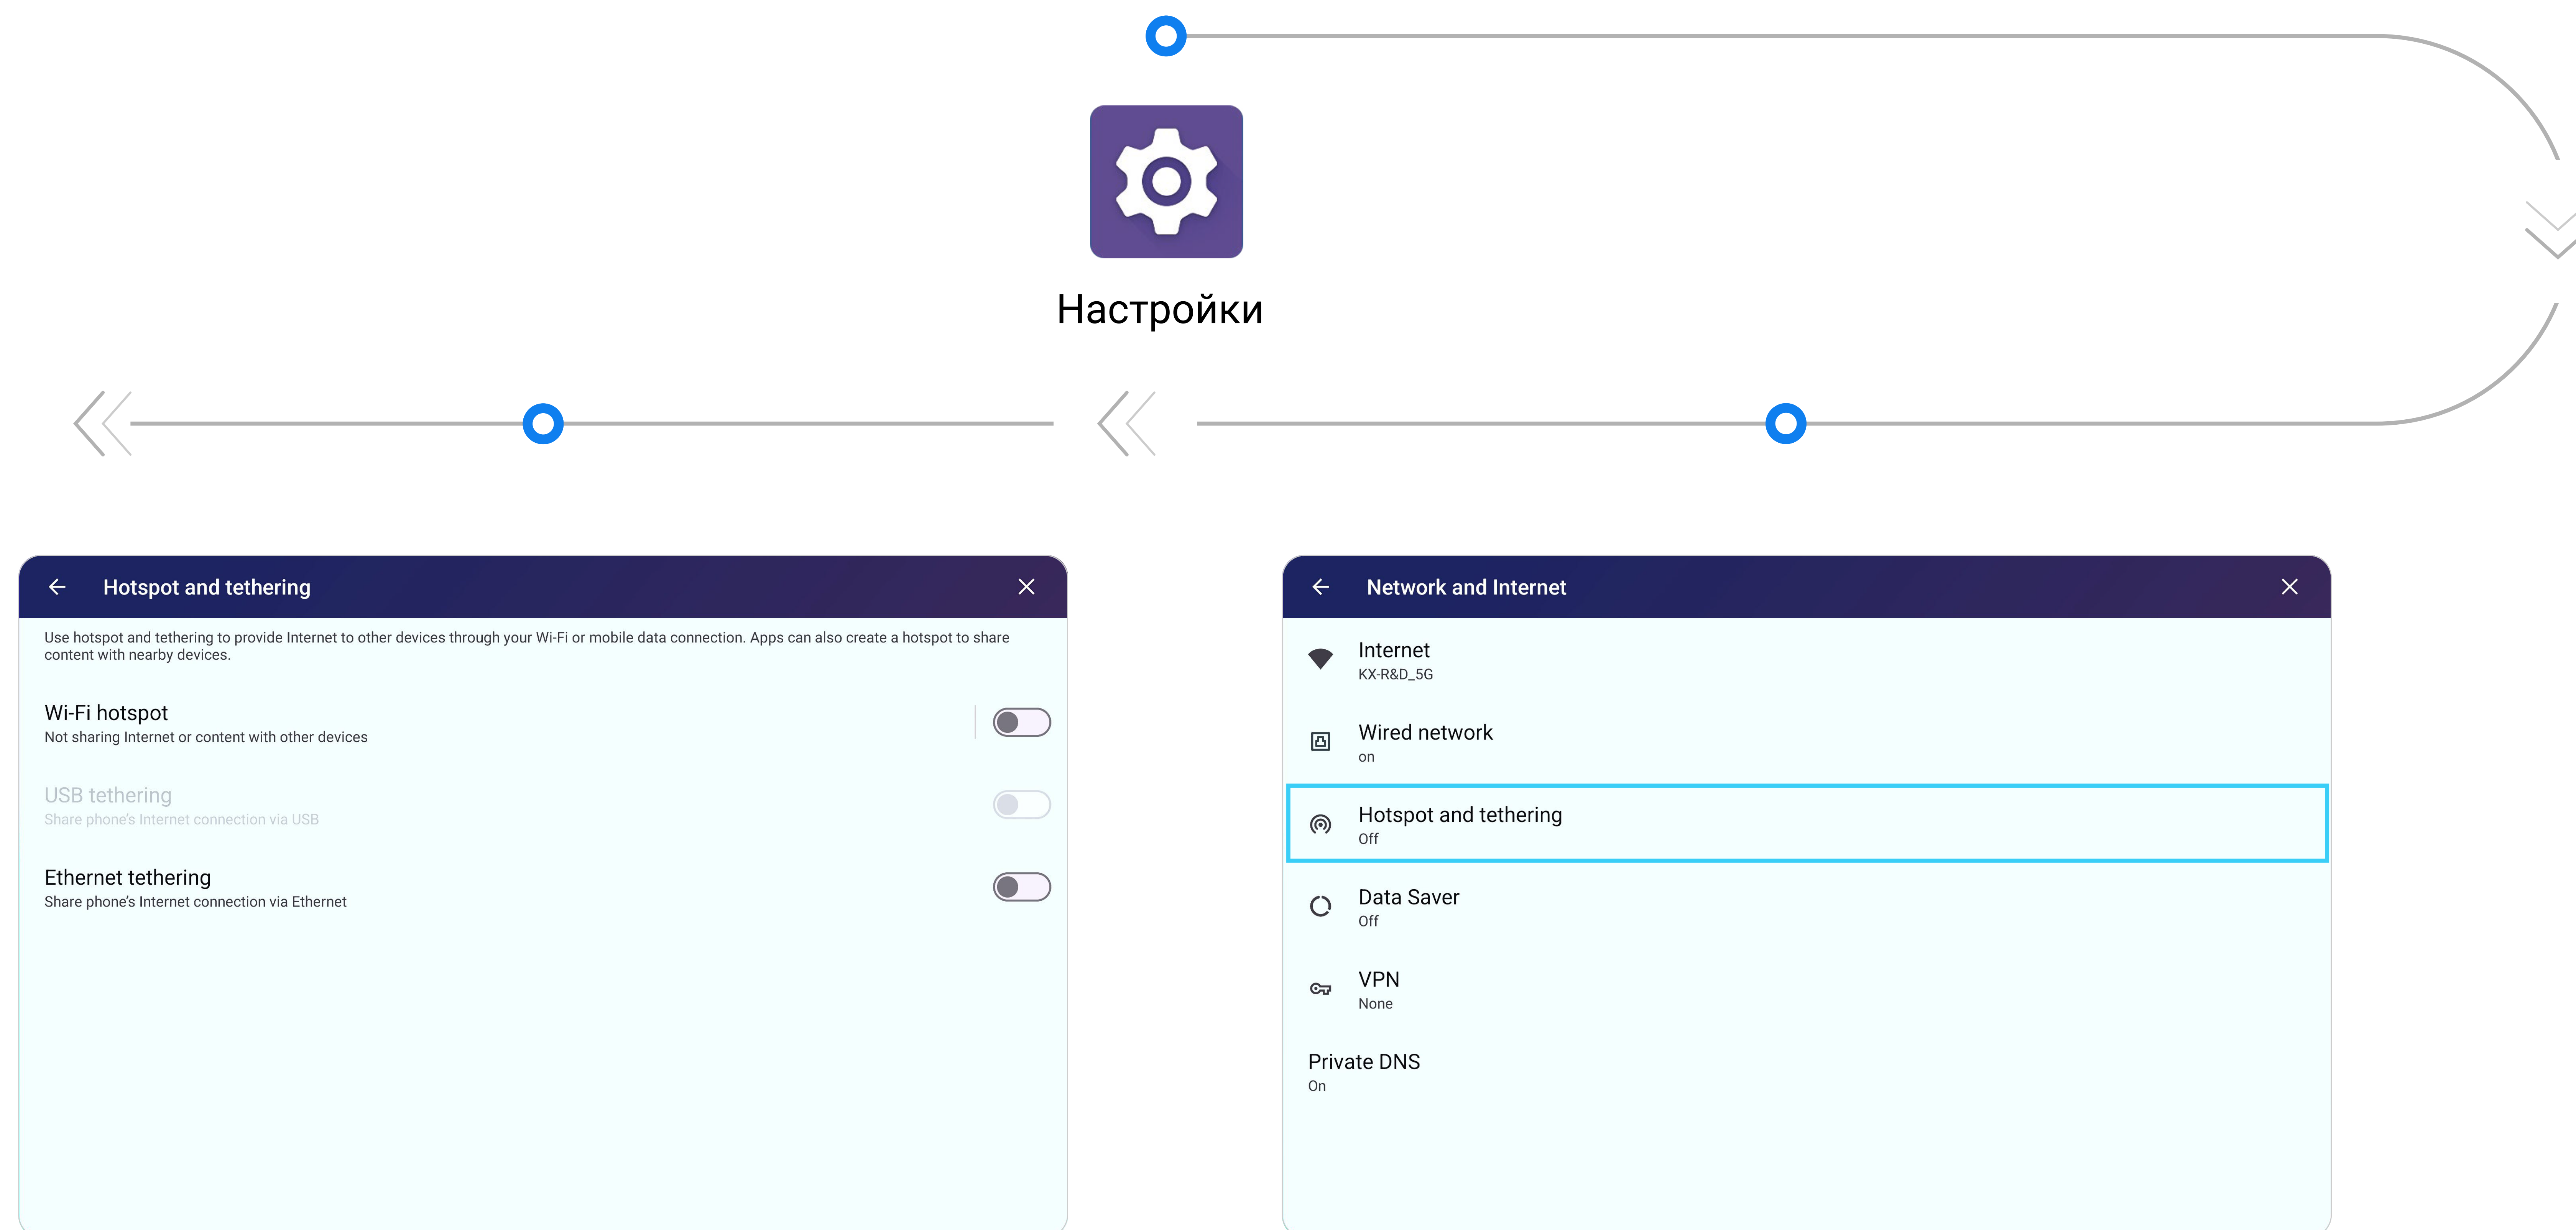 Настройки
Hotspot and tethering
Use hotspot and tethering to provide Internet to other devices through your Wi-Fi or mobile data connection. Apps can also create a hotspot to share
content with nearby devices.
Wi-Fi hotspot
Not sharing Internet or content with other devices
USB tethering
Share phone's Internet connection via USB
Ethernet tethering
Share phone's Internet connection via Ethernet
Network and Internet
Internet
KX-R&D_5G
Wired network
on
Hotspot and tethering
Off
Data Saver
Off
VPN
None
Private DNS
On